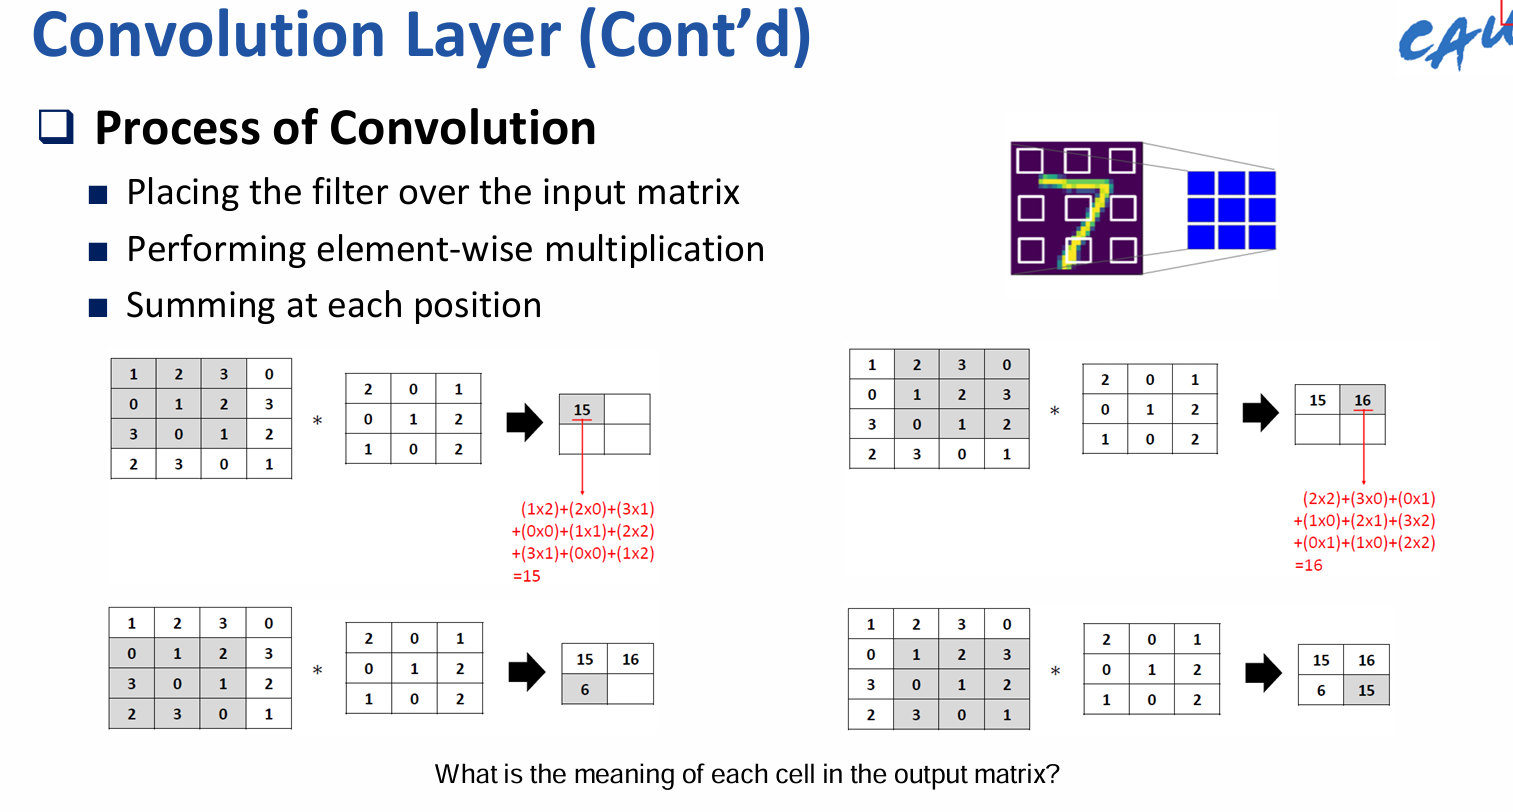 Convolution Layer (Cont’d)
CAU
Process of Convolution
Placing the filter over the input matrix
Performing element-wise multiplication
Summing at each position
1 2 3 0
0 1 2 3
3 0 1 2
2 3 0 1
*
2 0 1
0 1 2
1 0 2
15
(1x2)+(2x0)+(3x1)
+(0x0)+(1x1)+(2x2)
+(3x1)+(0x0)+(1x2)
=15
1 2 3 0
0 1 2 3
3 0 1 2
2 3 0 1
*
2 0 1
0 1 2
1 0 2
15 16
(2x2)+(3x0)+(0x1)
+(1x0)+(2x1)+(3x2)
+(0x1)+(1x0)+(2x2)
=16
1 2 3 0
0 1 2 3
3 0 1 2
2 3 0 1
*
2 0 1
0 1 2
1 0 2
15 16
6
1 2 3 0
0 1 2 3
3 0 1 2
2 3 0 1
*
2 0 1
0 1 2
1 0 2
15 16
6 15
What is the meaning of each cell in the output matrix?